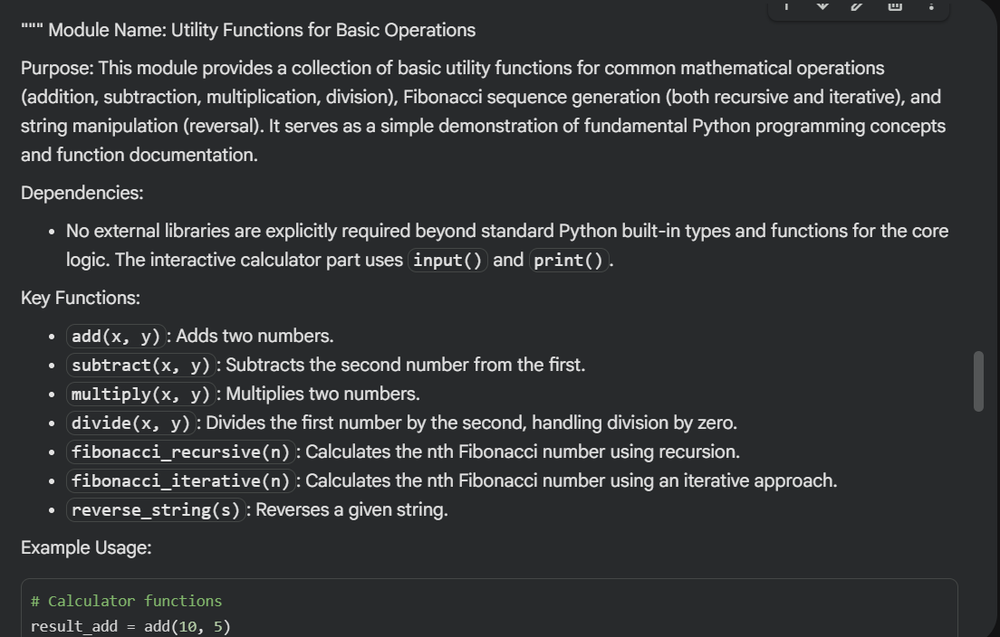 """ Module Name: Utility Functions for Basic Operations
Purpose: This module provides a collection of basic utility functions for common mathematical operations
(addition, subtraction, multiplication, division), Fibonacci sequence generation (both recursive and iterative), and
string manipulation (reversal). It serves as a simple demonstration of fundamental Python programming concepts
and function documentation.
Dependencies:
• No external libraries are explicitly required beyond standard Python built-in types and functions for the core
logic. The interactive calculator part uses input() and print().
Key Functions:
• add(x, y): Adds two numbers.
• subtract(x, y): Subtracts the second number from the first.
• multiply(x, y): Multiplies two numbers.
• divide(x, y): Divides the first number by the second, handling division by zero.
• fibonacci_recursive(n): Calculates the nth Fibonacci number using recursion.
• fibonacci_iterative(n): Calculates the nth Fibonacci number using an iterative approach.
• reverse_string(s): Reverses a given string.
Example Usage:
# Calculator functions
result_add = add(10, 5)